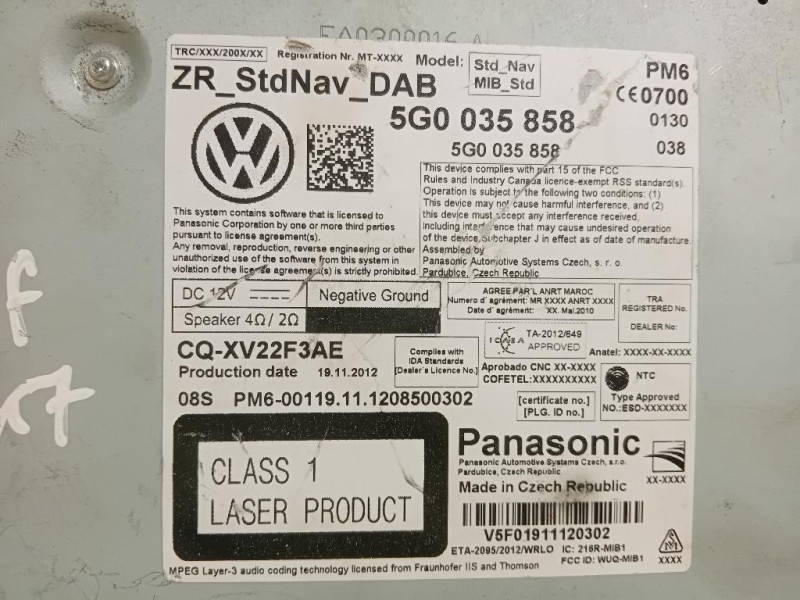 TRC/XXX/200X/XX Registration Nr. MT-XXXX Model: Std_Nav MIB_Std PM6
ZR_StdNav_DAB
CE0700
5G0 035 858 0130
5G0 035 858 038
This device complies with part 15 of the FCC
Rules and Industry Canada licence-exempt RSS standard(s)
Operation is subject to the following two conditions: (1)
This device may not cause harmful interference, and (2)
this device must accept any interference received,
including interference that may cause undesired operation
of the device, Subchapter J in effect as of date of manufacture.
Assembled by
Panasonic Automotive Systems Czech, s. r. o.
Pardubice, Czech Republic
This system contains software that is licensed to
Panasonic Corporation by one or more third parties
pursuant to license agreement(s).
Any removal, reproduction, reverse engineering or other
unauthorized use of the software from this system in
violation of the license agreement(s) is strictly prohibited.
DC 12V Negative Ground
Speaker 4Ω/ 2Ω
AGREE PAR'L ANRT MAROC
Numero d' agrément: MR XXXX ANRT XXXX
Date d' agrément: XX. Mai.2010
TRA
REGISTERED No.
DEALER No:
ICASA
TA-2012/649
APPROVED
Anatel: XXXX-XX-XXXX
CQ-XV22F3AE
Production date 19.11.2012
Complies with
IDA Standards
[Dealer's Licence No.]
Aprobado CNC XX-XXXX
COFETEL:XXXXXXXXXX
NTC
Type Approved
NO.:ESD-XXXXXXX
08S PM6-00119.11.1208500302
[certificate no.]
[PLG. ID no.]
CLASS 1
LASER PRODUCT
Panasonic
Panasonic Automotive Systems Czech, s.r.o.
Pardubice, Czech Republic
XX-XXXX
Made in Czech Republic
V5F01911120302
ETA-2095/2012/WRLO IC: 216R-MIB1
FCC ID: WUQ-MIB1
XXXX
MPEG Layer-3 audio coding technology licensed from Fraunhofer IIS and Thomson